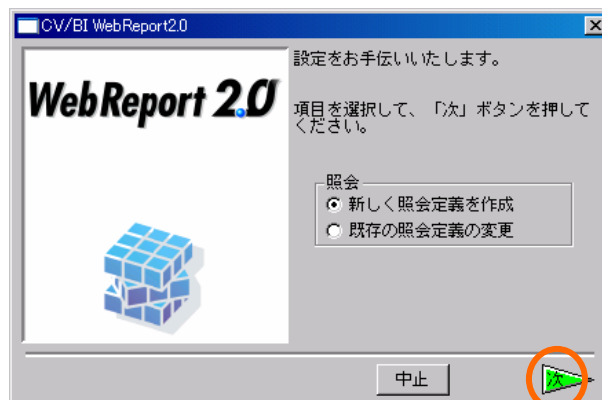 CV/BI WebReport2.0
設定をお手伝いいたします。
WebReport 2.0
項目を選択して、「次」ボタンを押して
ください。
照会
新しく照会定義を作成
既存の照会定義の変更
中止
次